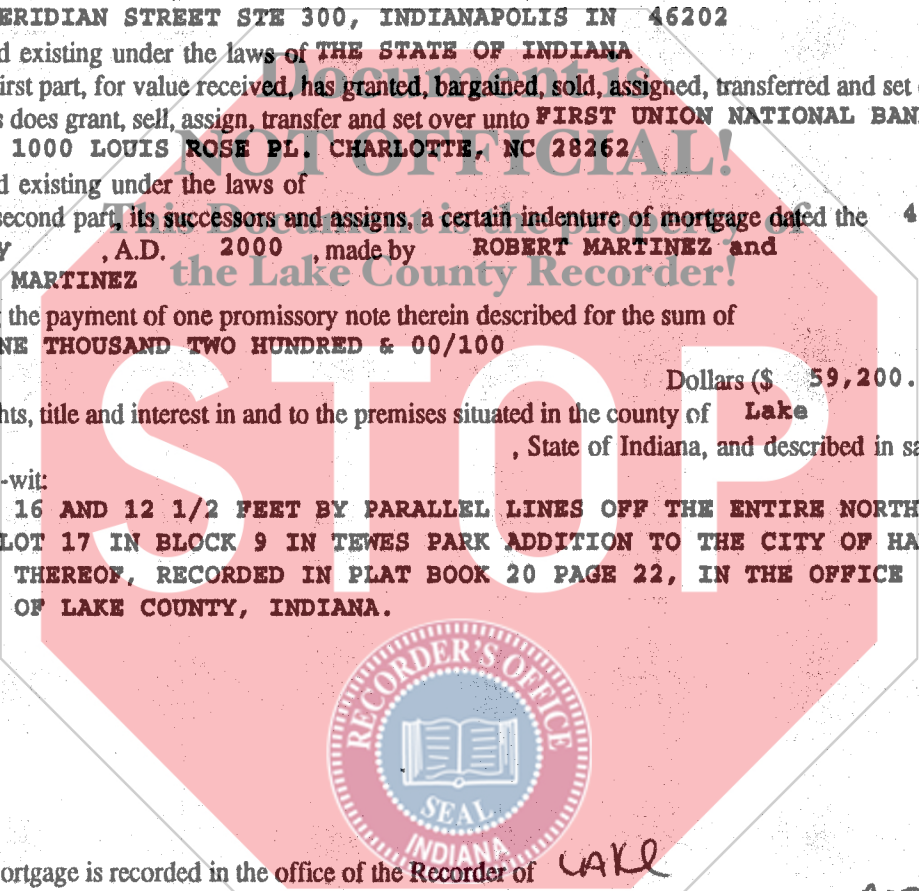 ERIDIAN STREET STE 300, INDIANAPOLIS IN 46202
d existing under the laws of THE STATE OF INDIANA
Document is
irst part, for value received, has granted, bargained, sold, assigned, transferred and set
s does grant, sell, assign, transfer and set over unto FIRST UNION NATIONAL BAN
NOT OFFICIAL!
1000 LOUIS ROSE PL. CHARLOTTE, NC 28262
d existing under the laws of
This Document is the property of
second part, its successors and assigns, a certain indenture of mortgage dated the 4
y , A.D. 2000 , made by ROBERT MARTINEZ and
the Lake County Recorder!
MARTINEZ
the payment of one promissory note therein described for the sum of
NE THOUSAND TWO HUNDRED & 00/100
Dollars ($ 59,200.
hts, title and interest in and to the premises situated in the county of Lake
, State of Indiana, and described in sa
-wit:
STOP
16 AND 12 1/2 FEET BY PARALLEL LINES OFF THE ENTIRE NORTH
LOT 17 IN BLOCK 9 IN TEWES PARK ADDITION TO THE CITY OF HA
THEREOF, RECORDED IN PLAT BOOK 20 PAGE 22, IN THE OFFICE
OF LAKE COUNTY, INDIANA.
RECORDER'S OFFICE
SEAL
INDIANA
ortgage is recorded in the office of the Recorder of LAKE